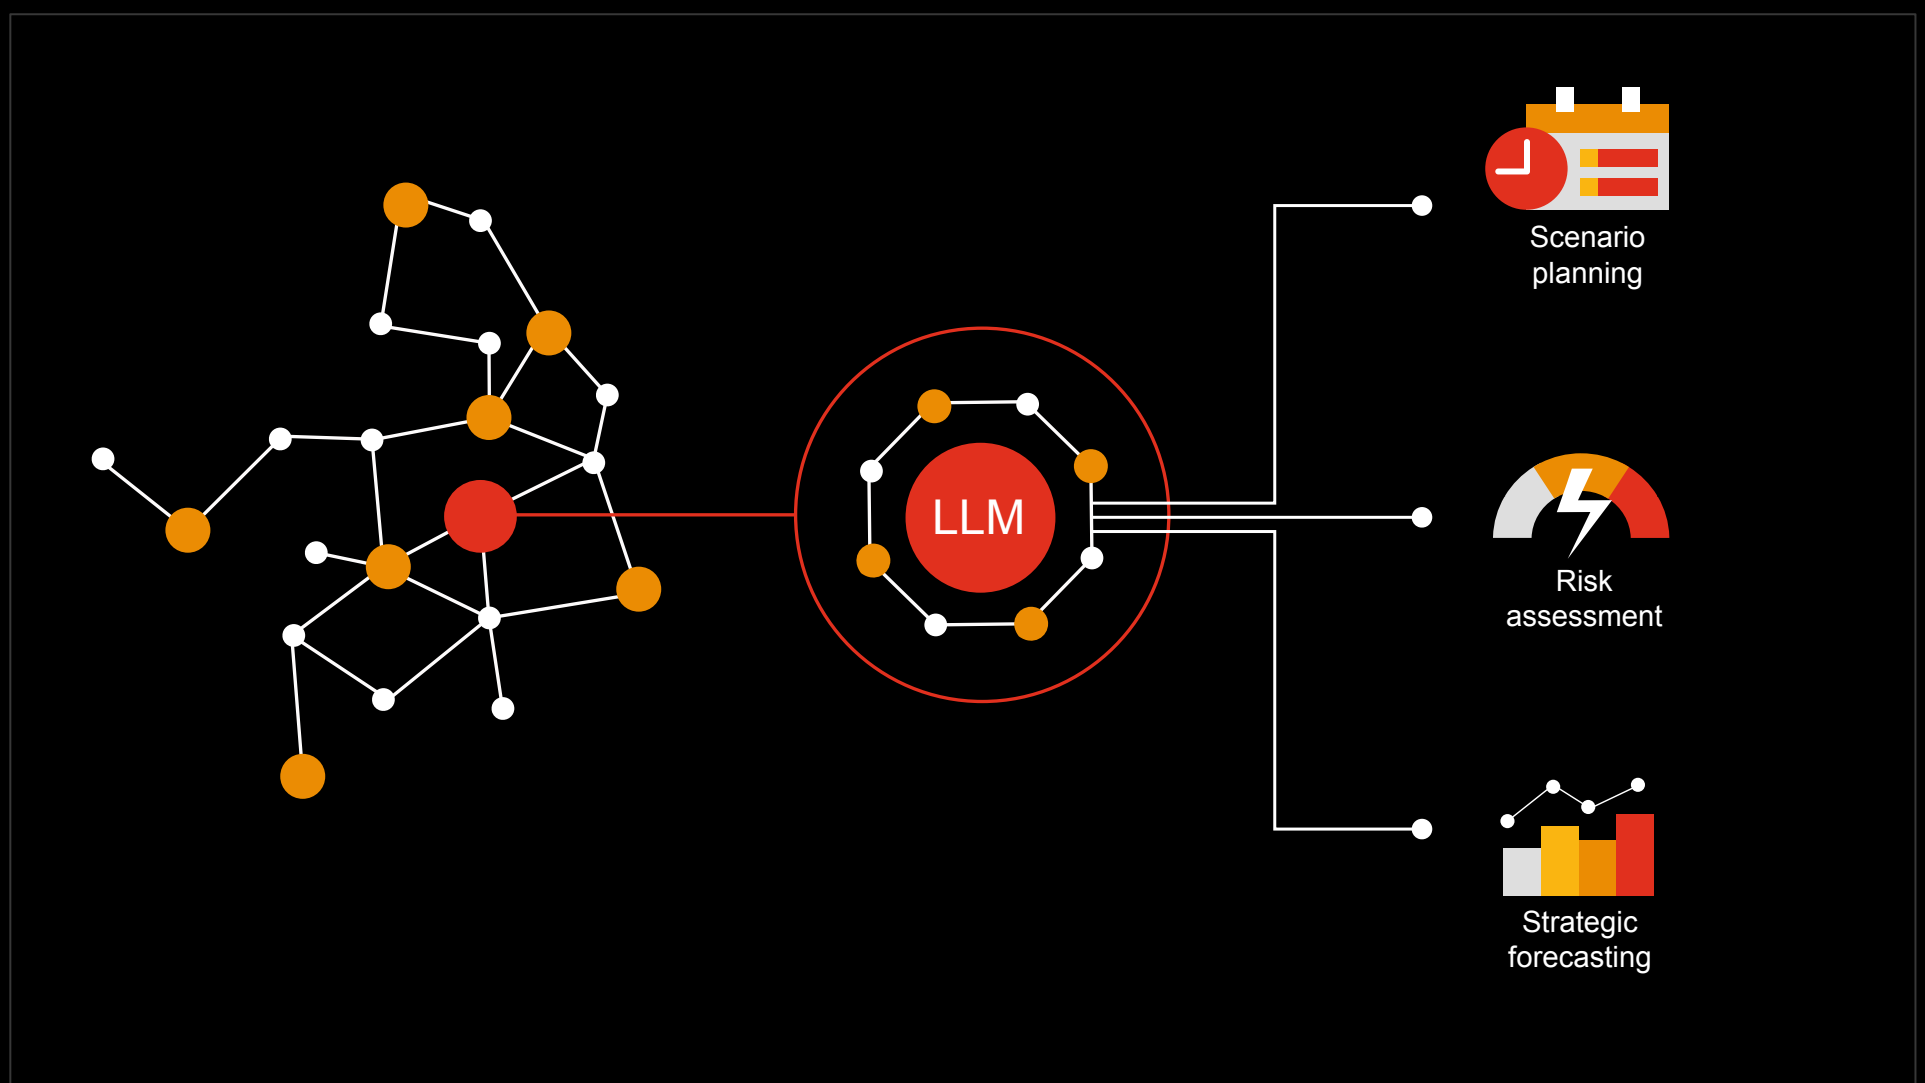 LLM
Scenario
planning
Risk
assessment
Strategic
forecasting